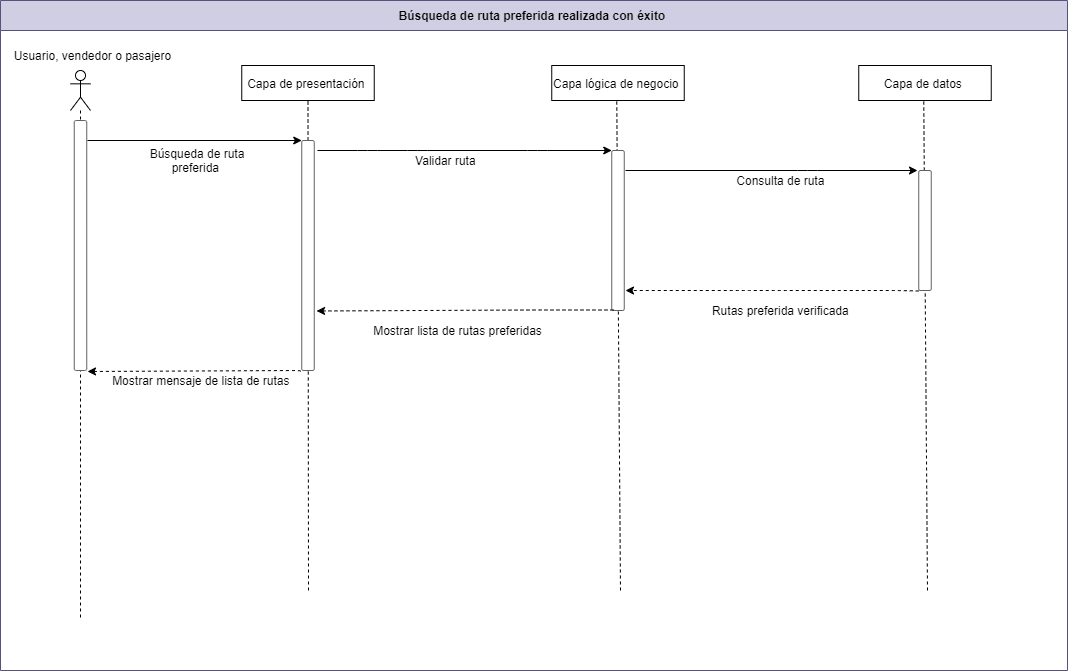 Búsqueda de ruta preferida realizada con éxito
Usuario, vendedor o pasajero
Capa de presentación
Capa lógica de negocio
Capa de datos
Búsqueda de ruta
preferida
Validar ruta
Consulta de ruta
Rutas preferida verificada
Mostrar lista de rutas preferidas
Mostrar mensaje de lista de rutas